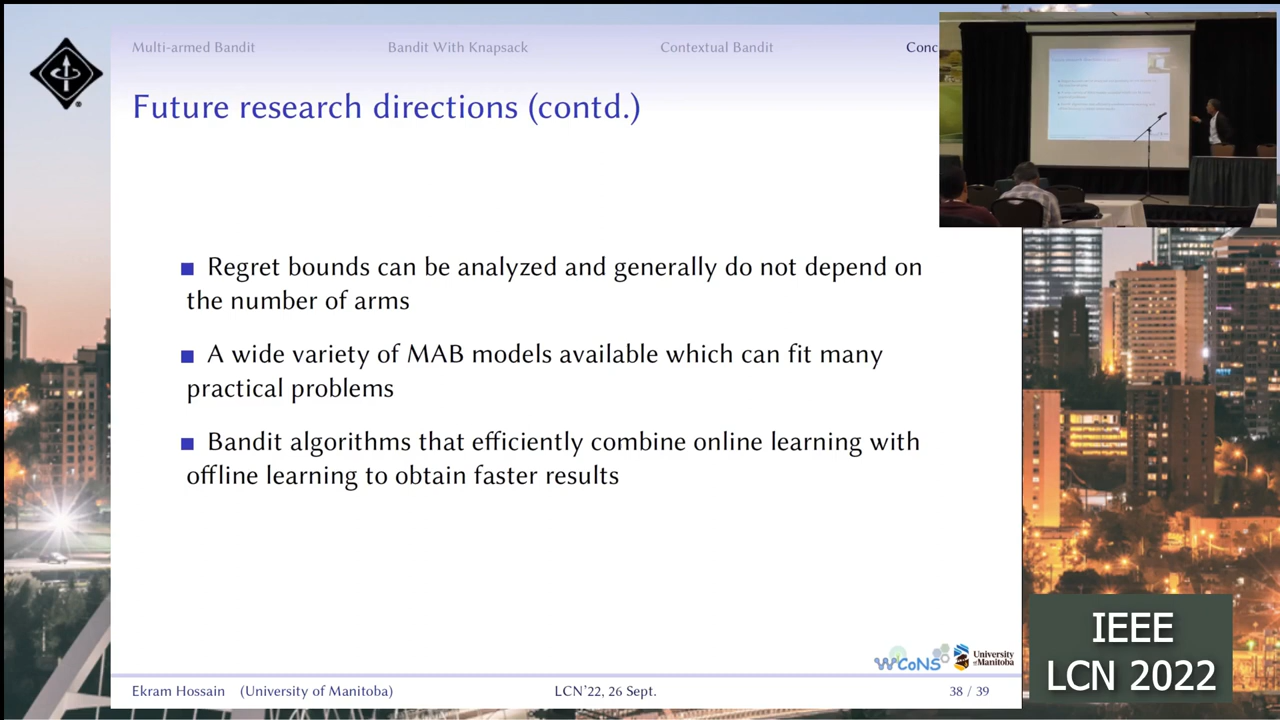 Multi-armed Bandit
Bandit With Knapsack
Contextual Bandit
Conc
Future research directions (contd.)
Regret bounds can be analyzed and generally do not depend on
the number of arms
A wide variety of MAB models available which can fit many
practical problems
Bandit algorithms that efficiently combine online learning with
offline learning to obtain faster results
WCoNS
University
of Manitoba
Ekram Hossain (University of Manitoba)
LCN'22, 26 Sept.
38 / 39
IEEE
LCN 2022